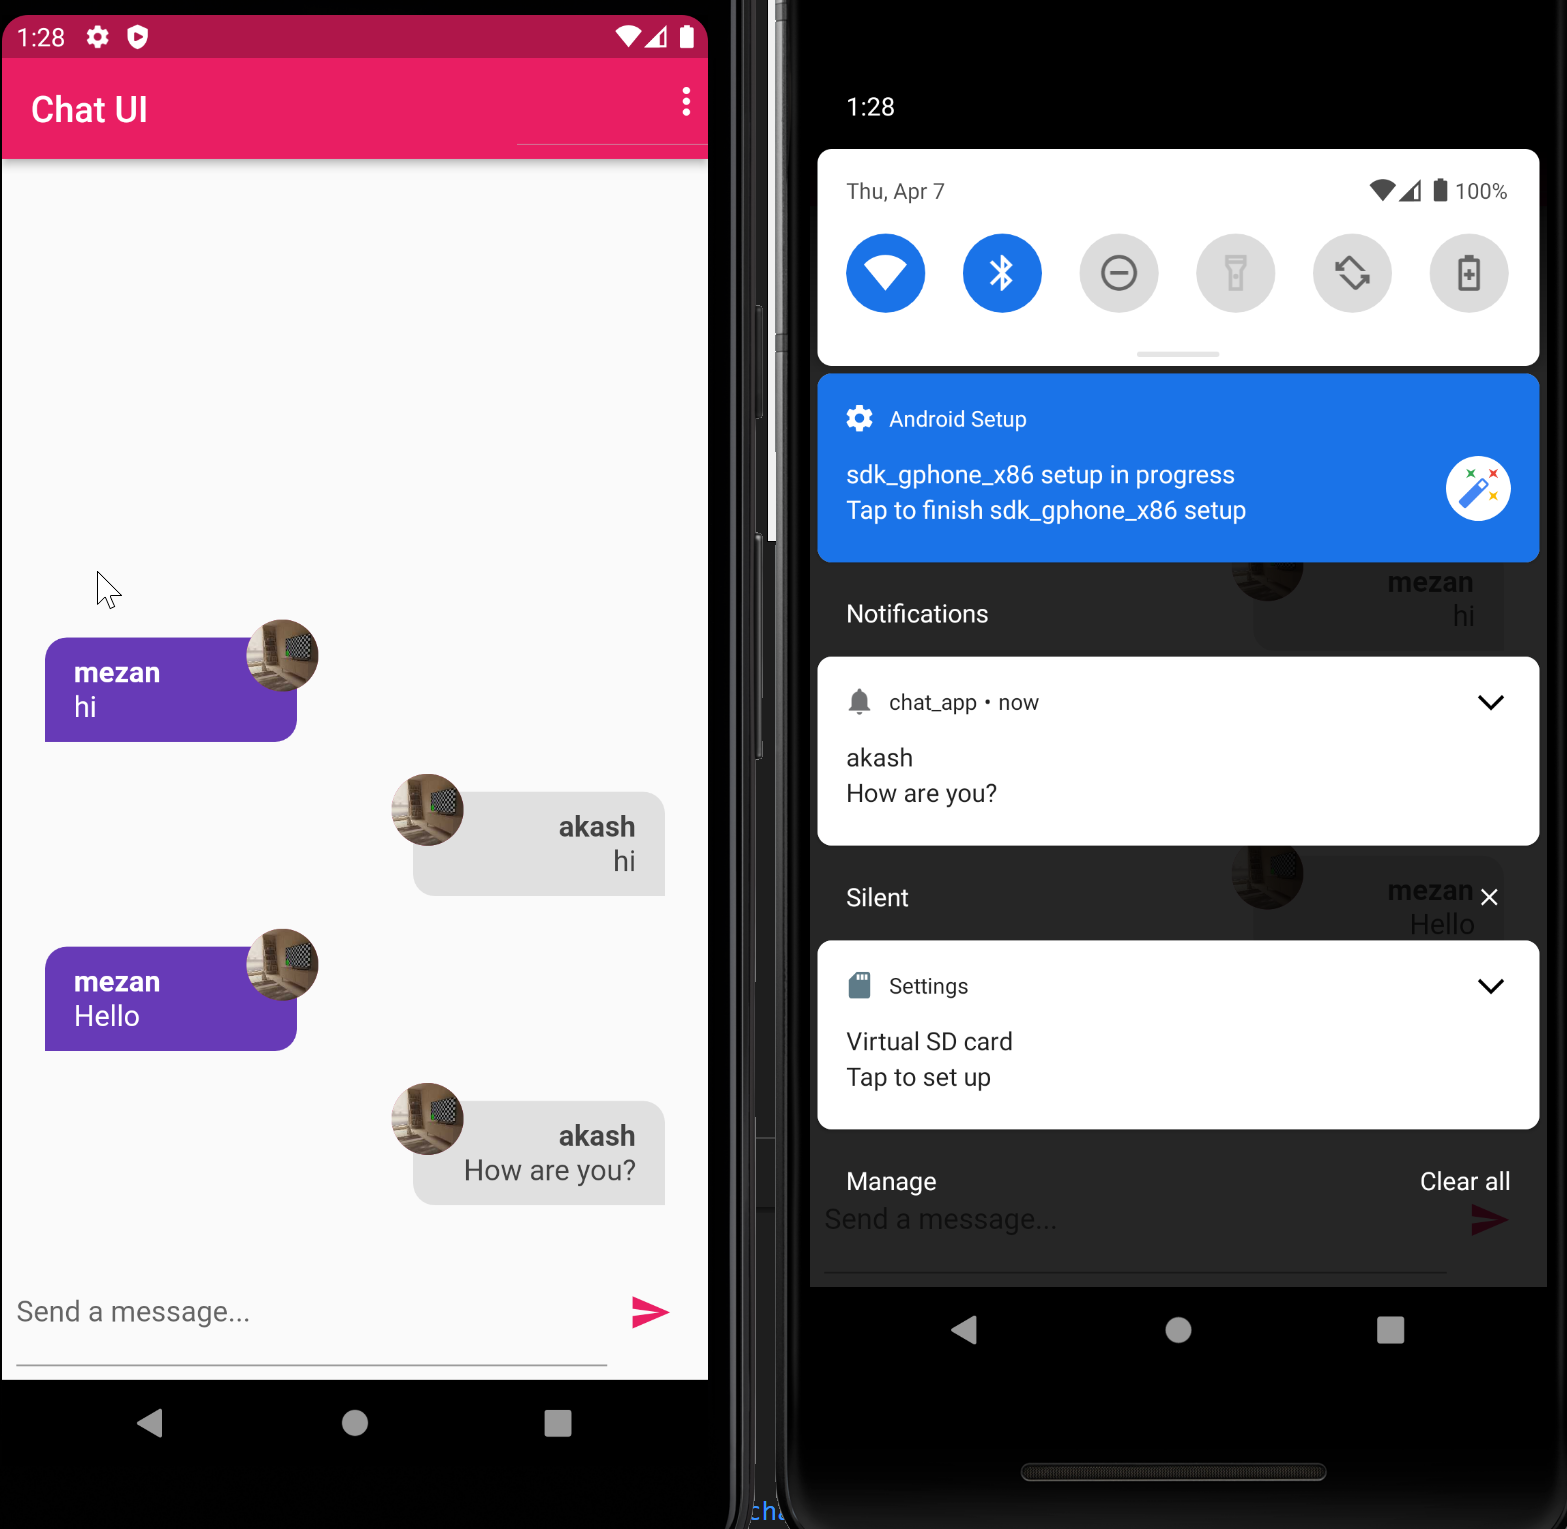 1:28
Chat UI
mezan
hi
akash
hi
mezan
Hello
akash
How are you?
Send a message...
1:28
Thu, Apr 7
100%
Android Setup
sdk_gphone_x86 setup in progress
Tap to finish sdk_gphone_x86 setup
mezan
hi
Notifications
chat_app • now
akash
How are you?
Silent
mezan
Hello
Settings
Virtual SD card
Tap to set up
Manage
Clear all
Send a message...